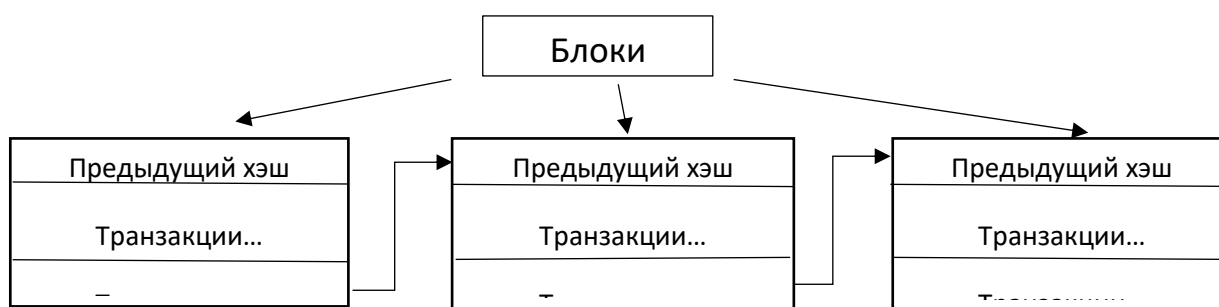 Блоки
Предыдущий хэш
Предыдущий хэш
Предыдущий хэш
Транзакции...
Транзакции...
Транзакции...